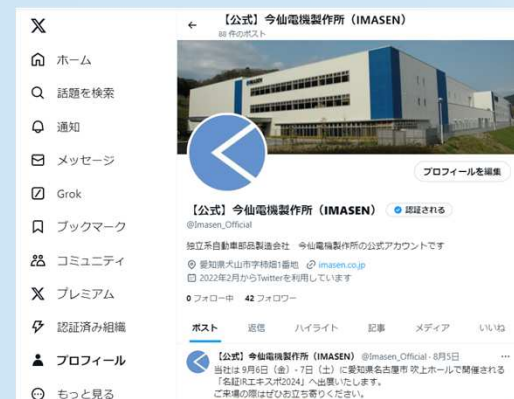 ホーム
話題を検索
通知
メッセージ
Grok
ブックマーク
コミュニティ
プレミアム
認証済み組織
プロフィール
もっと見る
【公式】今仙電機製作所（IMASEN）
88 件のポスト
プロフィールを編集
【公式】今仙電機製作所（IMASEN） 認証される
@Imasen_Official
独立系自動車部品製造会社　今仙電機製作所の公式アカウントです
愛知県犬山市字柿畑1番地 imasen.co.jp
2022年2月からTwitterを利用しています
0 フォロー中 42 フォロワー
ポスト 返信 ハイライト 記事 メディア いいね
【公式】今仙電機製作所（IMASEN） @Imasen_Official · 8月5日 ···
当社は 9月6日（金）- 7日（土）に愛知県名古屋市 吹上ホールで開催される
「名証IRエキスポ2024」へ出展いたします。
ご来場の際はぜひお立ち寄りください。